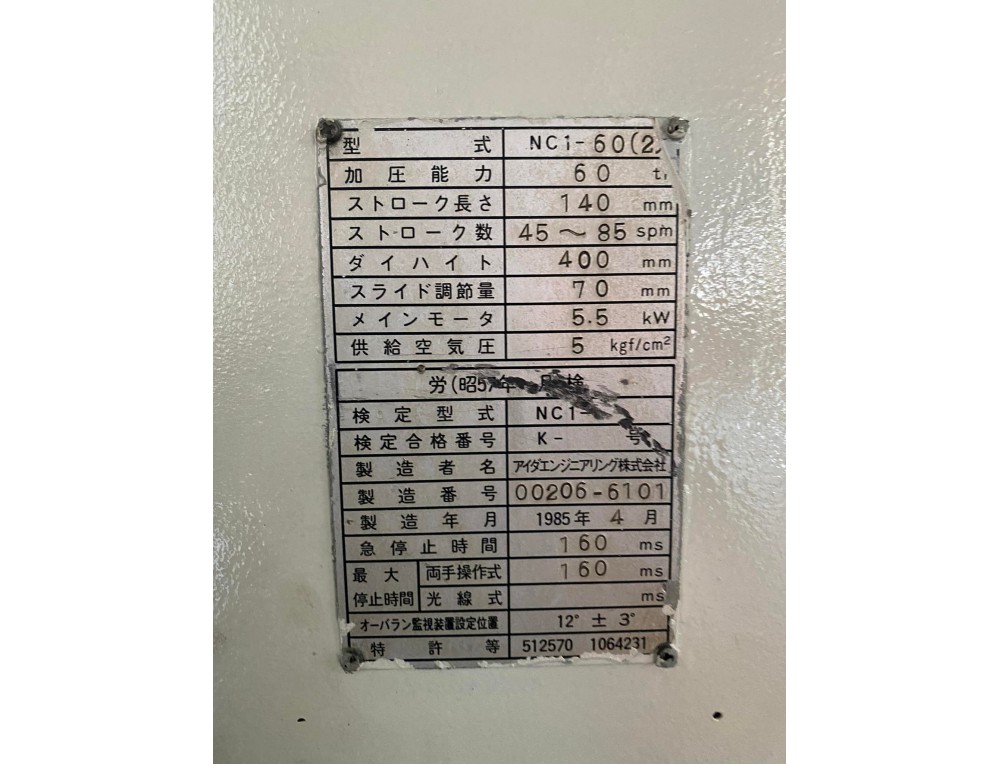 型式 NC1-60(2
加圧能力 60 t
ストローク長さ 140 mm
ストローク数 45～85 spm
ダイハイト 400 mm
スライド調節量 70 mm
メインモータ 5.5 kW
供給空気圧 5 kgf/cm²
労(昭57年 月検
検定型式 NC1-
検定合格番号 K- 号
製造者名 アイダエンジニアリング株式会社
製造番号 00206-6101
製造年月 1985年 4月
急停止時間 160 ms
最大停止時間 両手操作式 160 ms
光線式 ms
オーバラン監視装置設定位置 12° ± 3°
特許等 512570 1064231